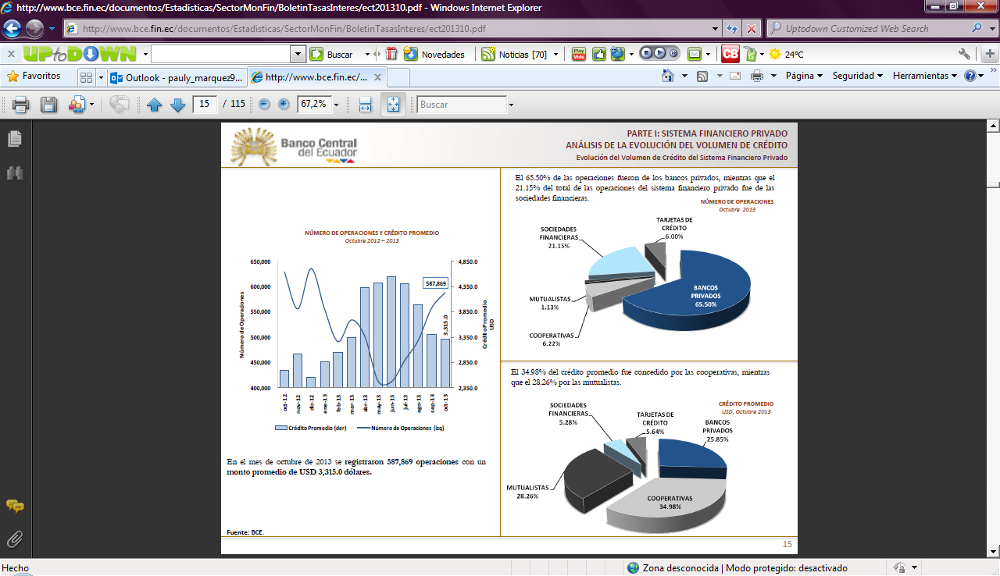 http://www.bce.fin.ec/documentos/Estadisticas/SectorMonFin/BoletinTasasInteres/ect201310.pdf - Windows Internet Explorer
http://www.bce.fin.ec/documentos/Estadisticas/SectorMonFin/BoletinTasasInteres/ect201310.pdf
Uptodown Customized Web Search
UPtoDOWN
Buscar
Novedades
Noticias [70]
Play Vids
CB
24ºC
Favoritos
Outlook - pauly_marquez9...
http://www.bce.fin.ec/...
Página
Seguridad
Herramientas
15 / 115
67,2%
Buscar
Banco Central
del Ecuador
PARTE I: SISTEMA FINANCIERO PRIVADO
ANÁLISIS DE LA EVOLUCIÓN DEL VOLUMEN DE CRÉDITO
Evolución del Volumen de Crédito del Sistema Financiero Privado
NÚMERO DE OPERACIONES Y CRÉDITO PROMEDIO
Octubre 2012 – 2013
Número de Operaciones
650,000
600,000
550,000
500,000
450,000
400,000
4,850.0
4,350.0
3,850.0
3,350.0
2,850.0
2,350.0
Crédito Promedio
USD
587,869
3,315.0
oct-12
nov-12
dic-12
ene-13
feb-13
mar-13
abr-13
may-13
jun-13
jul-13
ago-13
sep-13
oct-13
Crédito Promedio (der)
Número de Operaciones (izq)
En el mes de octubre de 2013 se registraron 587,869 operaciones con un
monto promedio de USD 3,315.0 dólares.
Fuente: BCE.
El 65.50% de las operaciones fueron de los bancos privados, mientras que el
21.15% del total de las operaciones del sistema financiero privado fue de las
sociedades financieras.
NÚMERO DE OPERACIONES
Octubre 2013
TARJETAS DE
CRÉDITO
6.00%
SOCIEDADES
FINANCIERAS
21.15%
BANCOS
PRIVADOS
65.50%
MUTUALISTAS
1.13%
COOPERATIVAS
6.22%
El 34.98% del crédito promedio fue concedido por las cooperativas, mientras
que el 28.26% por las mutualistas.
CRÉDITO PROMEDIO
USD, Octubre 2013
SOCIEDADES
FINANCIERAS
5.28%
TARJETAS DE
CRÉDITO
5.64%
BANCOS
PRIVADOS
25.85%
MUTUALISTAS
28.26%
COOPERATIVAS
34.98%
15
Hecho
Zona desconocida | Modo protegido: desactivado